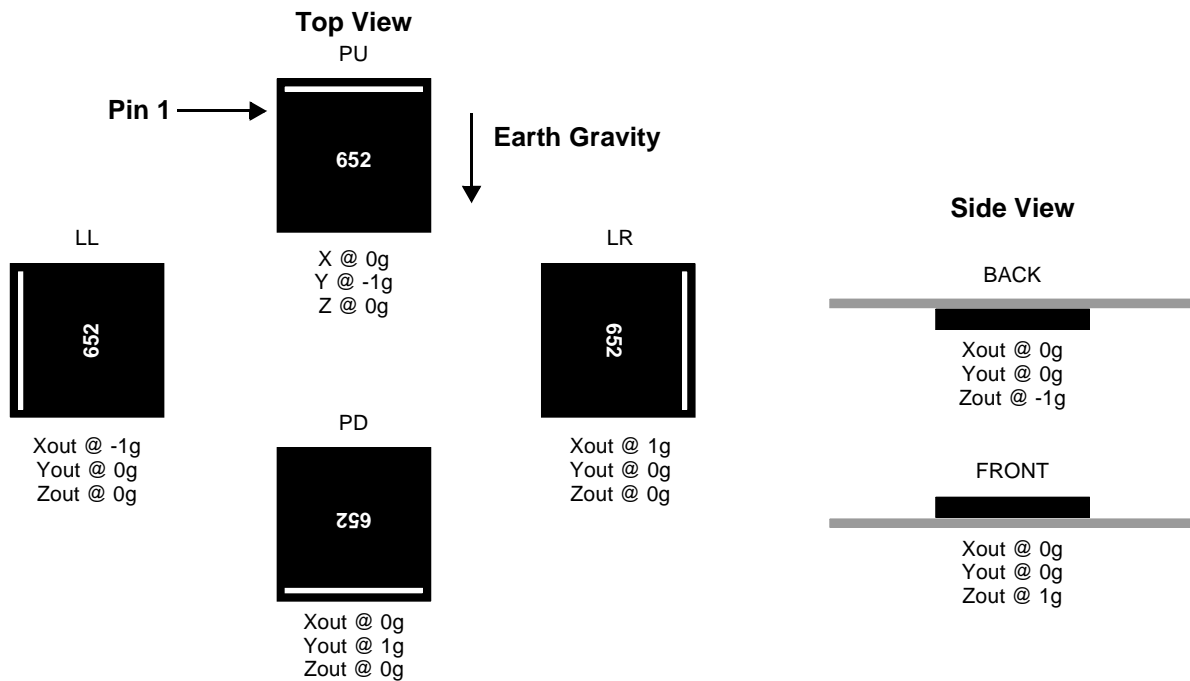 Top View
PU
Pin 1
652
Earth Gravity
X @ 0g
Y @ -1g
Z @ 0g
LL
652
Xout @ -1g
Yout @ 0g
Zout @ 0g
LR
652
Xout @ 1g
Yout @ 0g
Zout @ 0g
PD
652
Xout @ 0g
Yout @ 1g
Zout @ 0g
Side View
BACK
Xout @ 0g
Yout @ 0g
Zout @ -1g
FRONT
Xout @ 0g
Yout @ 0g
Zout @ 1g